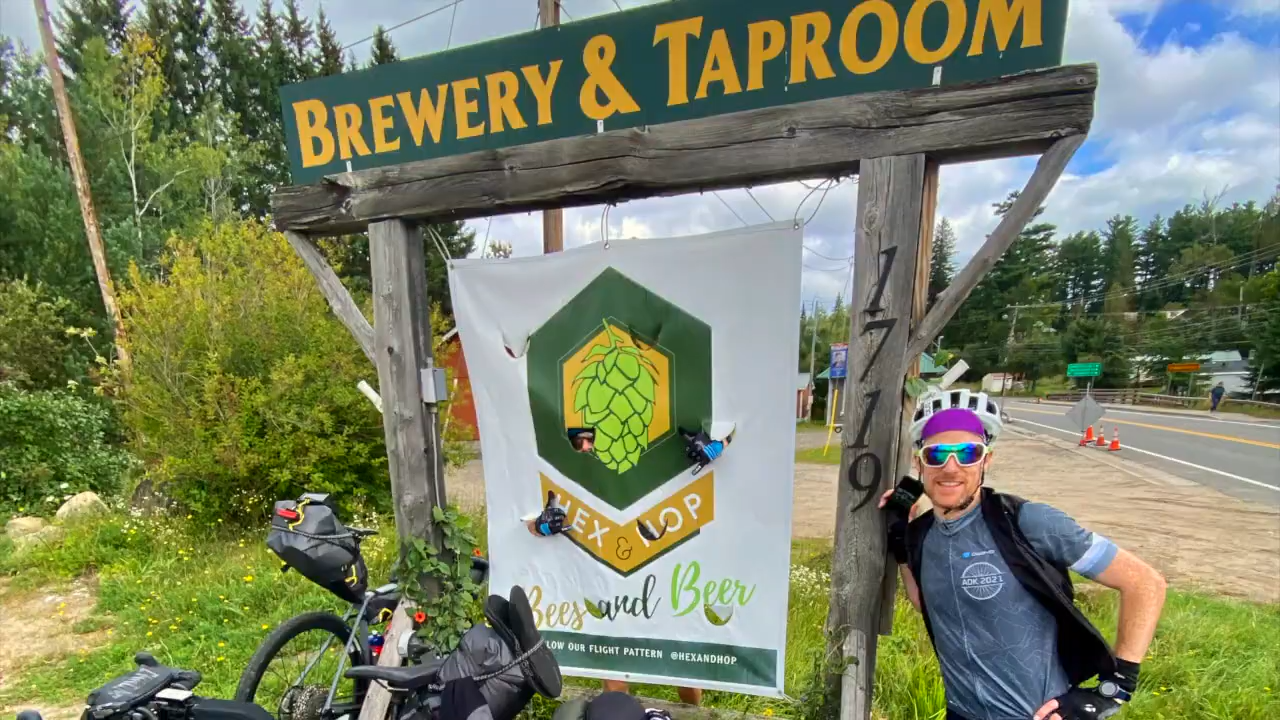 BREWERY & TAPROOM
1719
HEX & HOP
Bees and Beer
LOW OUR FLIGHT PATTERN @HEXANDHOP
ADK 2021